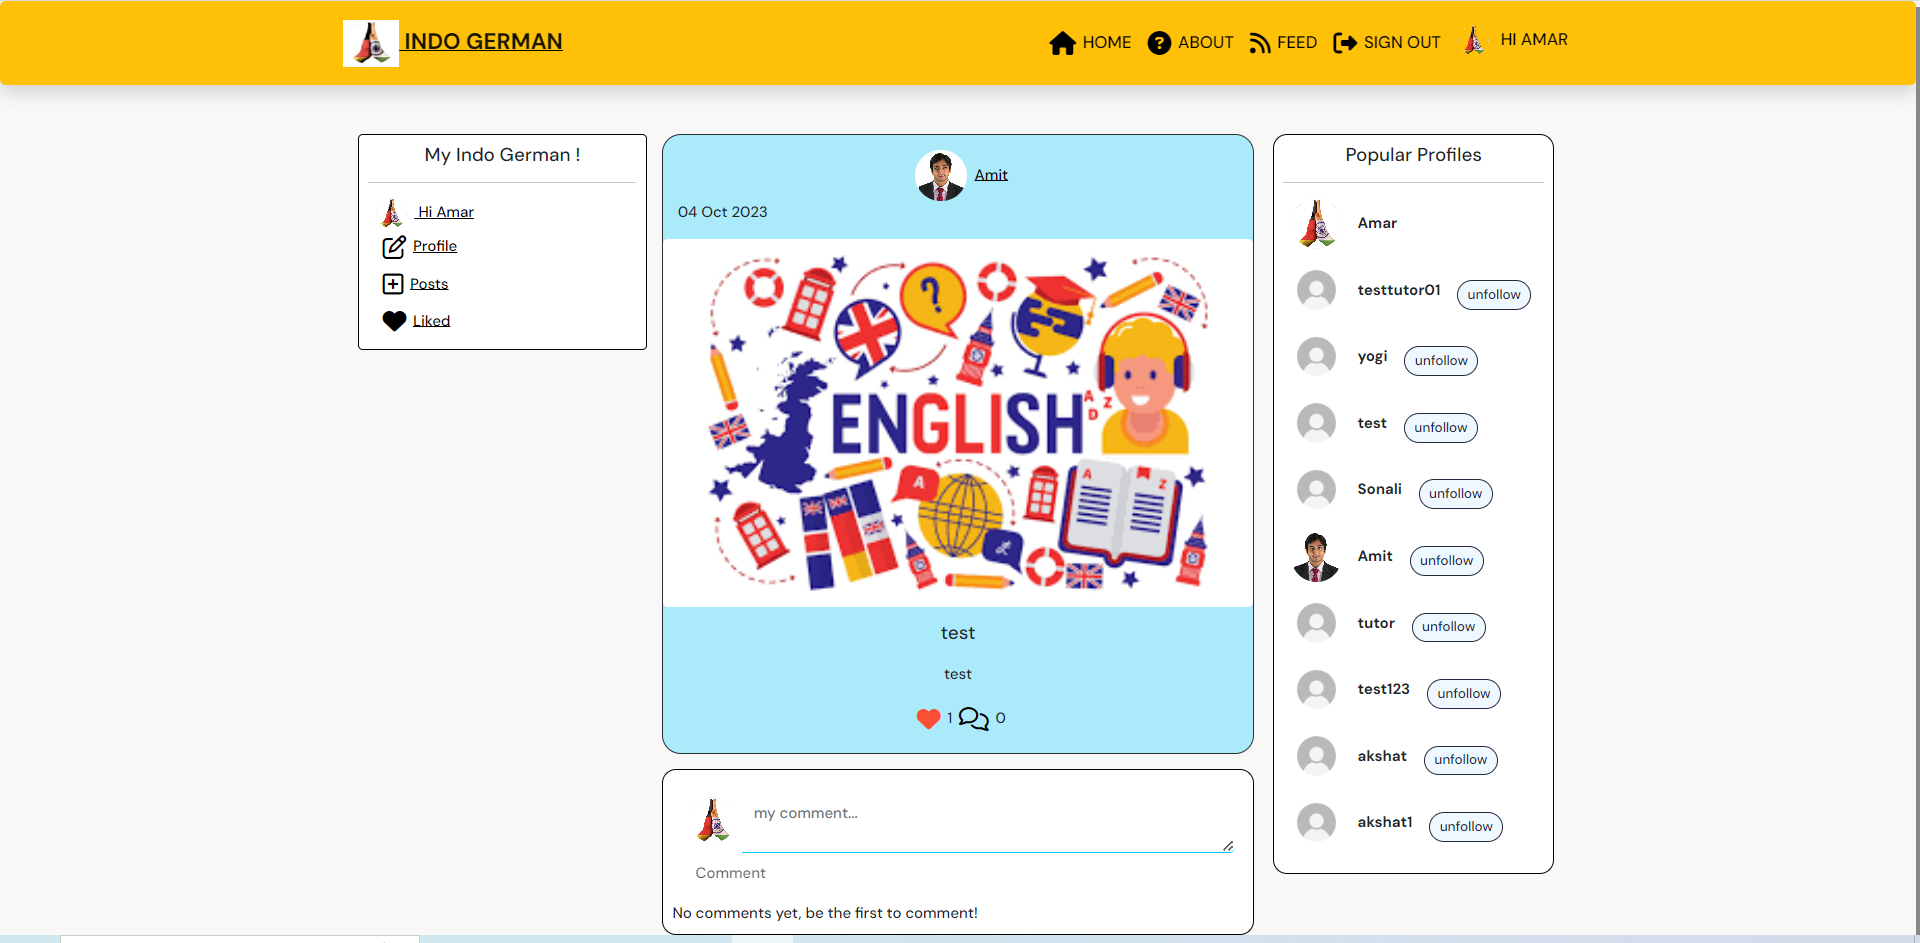 INDO GERMAN
HOME ABOUT FEED SIGN OUT HI AMAR
My Indo German !
Hi Amar
Profile
Posts
Liked
Amit
04 Oct 2023
?
ENGLISH
A
Z
D
A
A
Z
test
test
1 0
my comment...
Comment
No comments yet, be the first to comment!
Popular Profiles
Amar
testtutor01 unfollow
yogi unfollow
test unfollow
Sonali unfollow
Amit unfollow
tutor unfollow
test123 unfollow
akshat unfollow
akshat1 unfollow